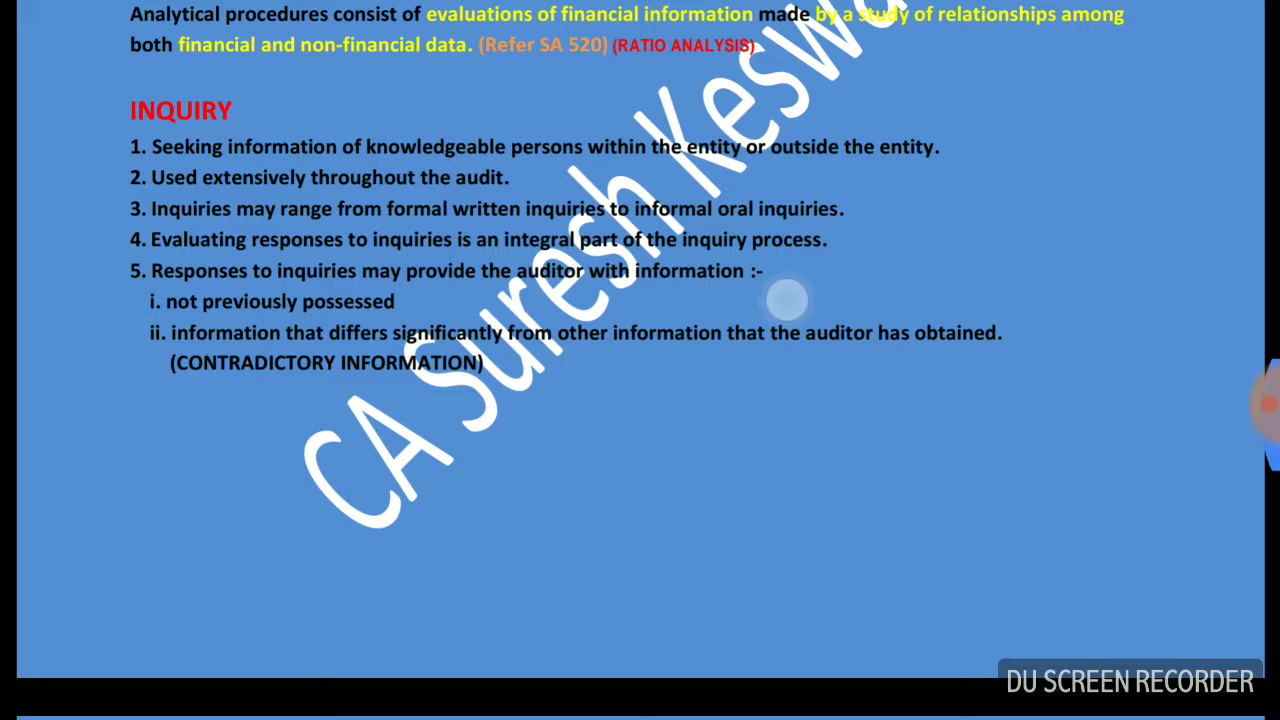 Analytical procedures consist of evaluations of financial information made by a study of relationships among
both financial and non-financial data. (Refer SA 520) (RATIO ANALYSIS)
INQUIRY
1. Seeking information of knowledgeable persons within the entity or outside the entity.
2. Used extensively throughout the audit.
3. Inquiries may range from formal written inquiries to informal oral inquiries.
4. Evaluating responses to inquiries is an integral part of the inquiry process.
5. Responses to inquiries may provide the auditor with information :-
i. not previously possessed
ii. information that differs significantly from other information that the auditor has obtained.
(CONTRADICTORY INFORMATION)
CA Suresh
DU SCREEN RECORDER